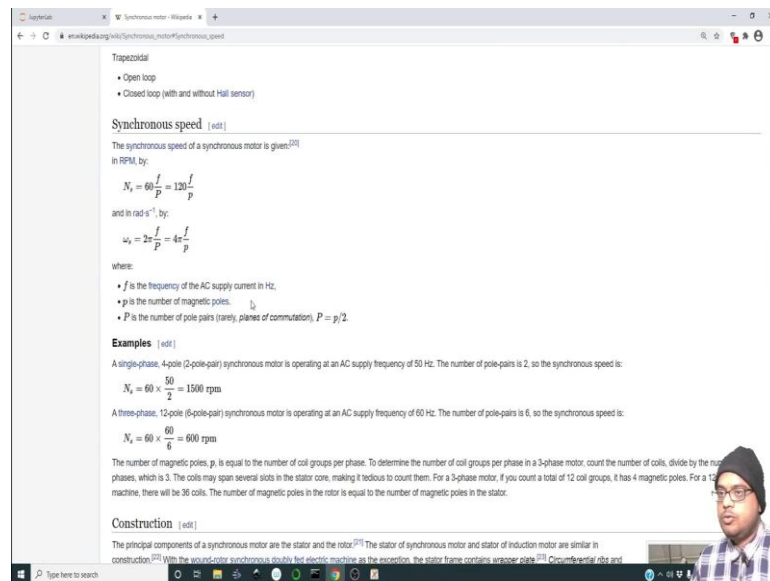 JupyterLab
W Synchronous motor - Wikipedia
en.wikipedia.org/wiki/Synchronous_motor#Synchronous_speed
Trapezoidal
• Open loop
• Closed loop (with and without Hall sensor)
Synchronous speed [edit]
The synchronous speed of a synchronous motor is given:[20]
in RPM, by:
N_s = 60 f/P = 120 f/p
and in rad·s⁻¹, by:
ω_s = 2π f/P = 4π f/p
where:
• f is the frequency of the AC supply current in Hz,
• p is the number of magnetic poles.
• P is the number of pole pairs (rarely, planes of commutation), P = p/2.
Examples [edit]
A single-phase, 4-pole (2-pole-pair) synchronous motor is operating at an AC supply frequency of 50 Hz. The number of pole-pairs is 2, so the synchronous speed is:
N_s = 60 × 50/2 = 1500 rpm
A three-phase, 12-pole (6-pole-pair) synchronous motor is operating at an AC supply frequency of 60 Hz. The number of pole-pairs is 6, so the synchronous speed is:
N_s = 60 × 60/6 = 600 rpm
The number of magnetic poles, p, is equal to the number of coil groups per phase. To determine the number of coil groups per phase in a 3-phase motor, count the number of coils, divide by the
phases, which is 3. The coils may span several slots in the stator core, making it tedious to count them. For a 3-phase motor, if you count a total of 12 coil groups, it has 4 magnetic poles. For a 12
machine, there will be 36 coils. The number of magnetic poles in the rotor is equal to the number of magnetic poles in the stator.
Construction [edit]
The principal components of a synchronous motor are the stator and the rotor.[21] The stator of synchronous motor and stator of induction motor are similar in
construction.[22] With the wound-rotor synchronous doubly fed electric machine as the exception, the stator frame contains wrapper plate.[23] Circumferential ribs and
Type here to search